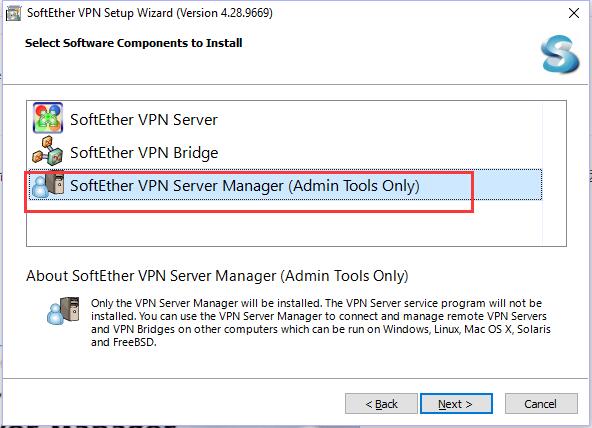 SoftEther VPN Setup Wizard (Version 4.28.9669)
Select Software Components to Install
SoftEther VPN Server
SoftEther VPN Bridge
SoftEther VPN Server Manager (Admin Tools Only)
About SoftEther VPN Server Manager (Admin Tools Only)
Only the VPN Server Manager will be installed. The VPN Server service program will not be
installed. You can use the VPN Server Manager to connect and manage remote VPN Servers
and VPN Bridges on other computers which can be run on Windows, Linux, Mac OS X, Solaris
and FreeBSD.
< Back Next > Cancel